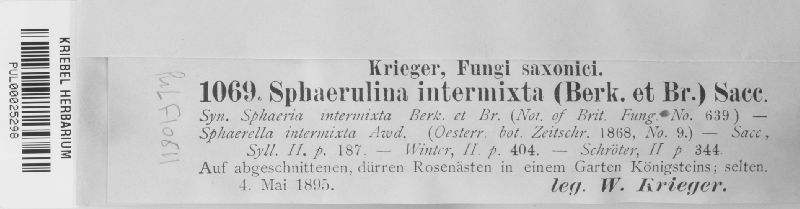 KRIEBEL HERBARIUM
PUL00025298
PUL F10811
Krieger, Fungi saxonici.
1069. Sphaerulina intermixta (Berk. et Br.) Sacc.
Syn. Sphaeria intermixta Berk. et Br. (Not. of Brit. Fung. No. 639) —
Sphaerella intermixta Awd. (Oesterr. bot. Zeitschr. 1868, No. 9.) — Sacc,
Syll. II. p. 187. — Winter, II. p. 404. — Schröter, II p 344.
Auf abgeschnittenen, dürren Rosenästen in einem Garten Königsteins; selten.
4. Mai 1895. leg. W. Krieger.